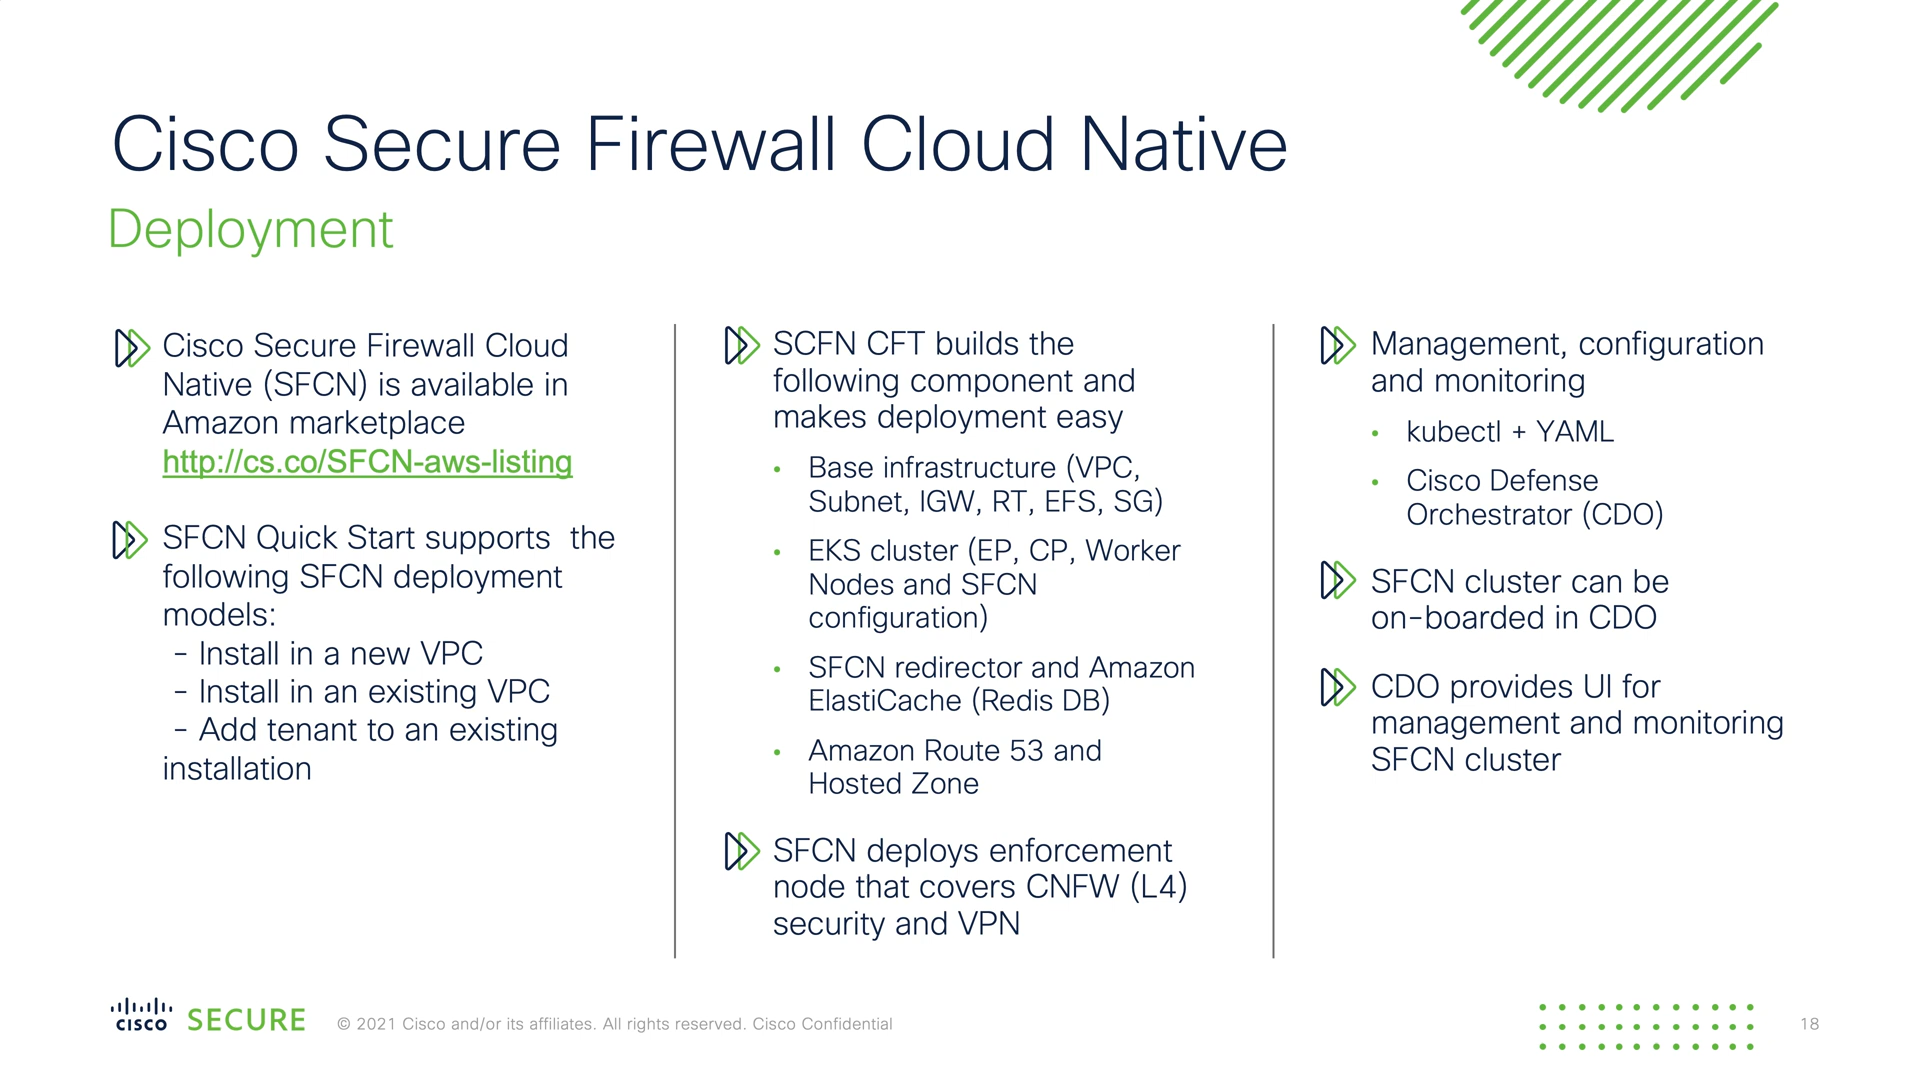 Cisco Secure Firewall Cloud Native
Deployment
Cisco Secure Firewall Cloud
Native (SFCN) is available in
Amazon marketplace
http://cs.co/SFCN-aws-listing
SFCN Quick Start supports  the
following SFCN deployment
models:
- Install in a new VPC
- Install in an existing VPC
- Add tenant to an existing
installation
SCFN CFT builds the
following component and
makes deployment easy
• Base infrastructure (VPC,
Subnet, IGW, RT, EFS, SG)
• EKS cluster (EP, CP, Worker
Nodes and SFCN
configuration)
• SFCN redirector and Amazon
ElastiCache (Redis DB)
• Amazon Route 53 and
Hosted Zone
SFCN deploys enforcement
node that covers CNFW (L4)
security and VPN
Management, configuration
and monitoring
• kubectl + YAML
• Cisco Defense
Orchestrator (CDO)
SFCN cluster can be
on-boarded in CDO
CDO provides UI for
management and monitoring
SFCN cluster
CISCO SECURE
© 2021 Cisco and/or its affiliates. All rights reserved. Cisco Confidential
18